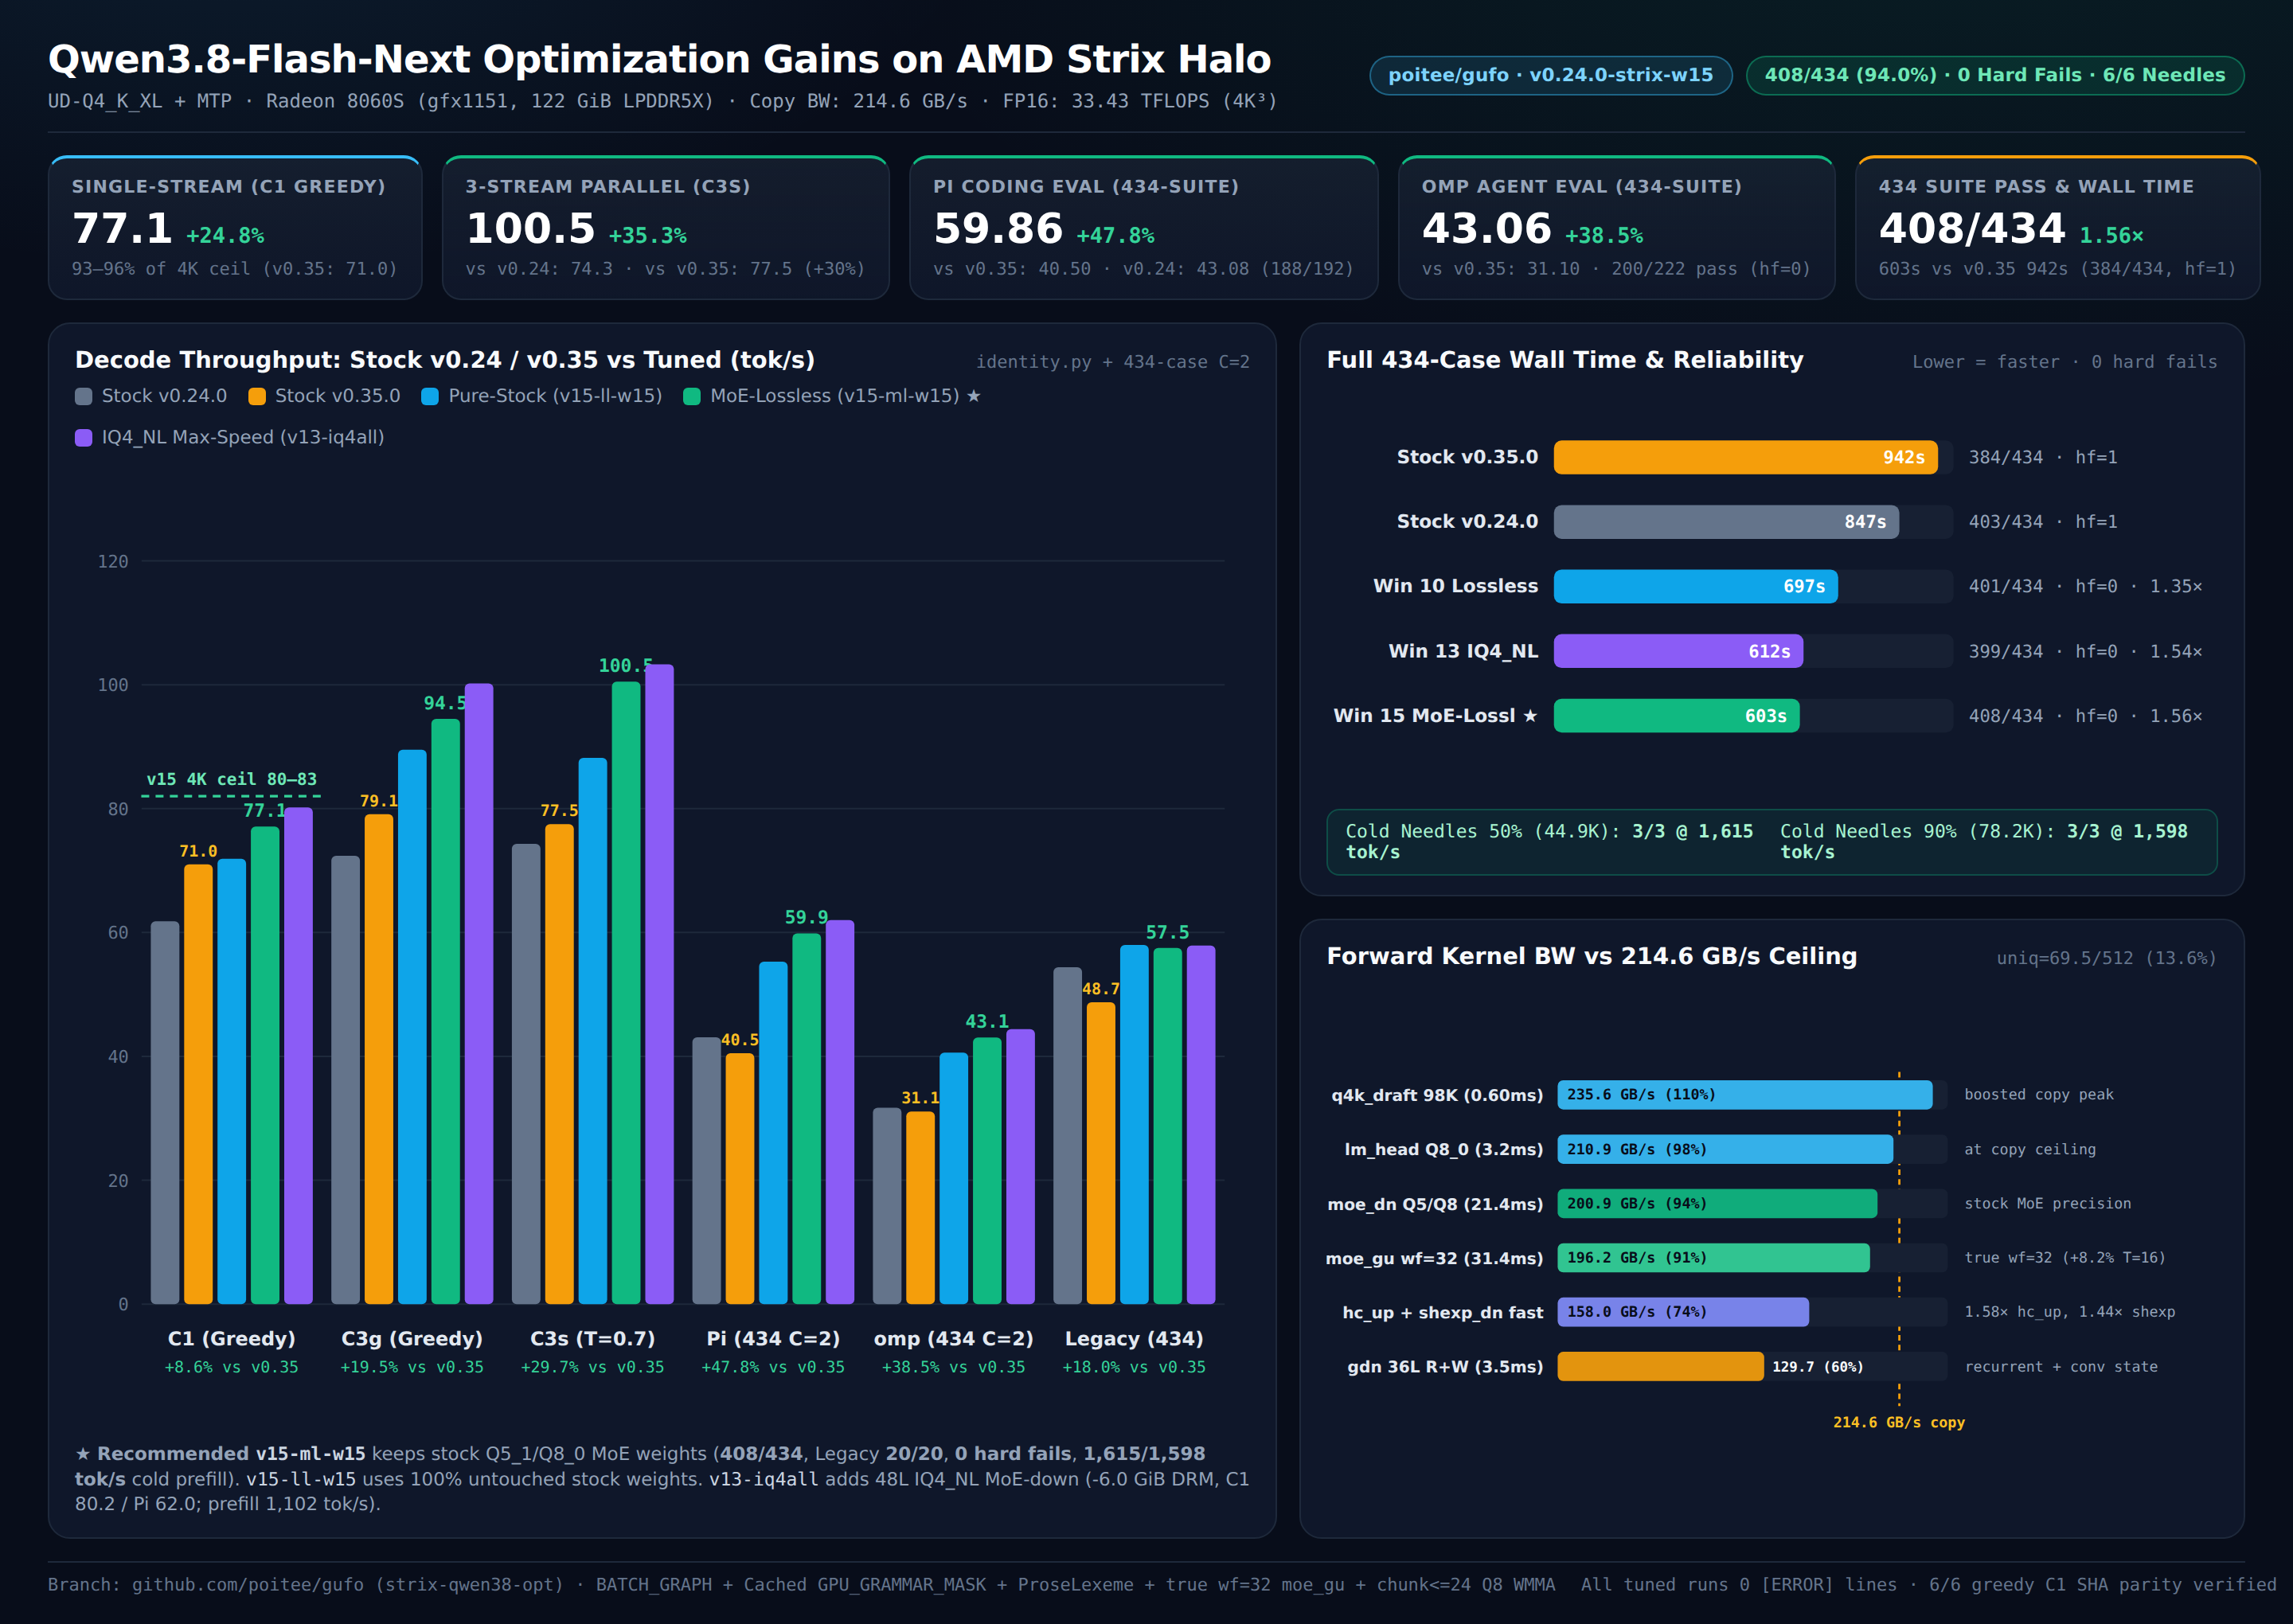 Qwen3.8-Flash-Next Optimization Gains on AMD Strix Halo
UD-Q4_K_XL + MTP · Radeon 8060S (gfx1151, 122 GiB LPDDR5X) · Copy BW: 214.6 GB/s · FP16: 33.43 TFLOPS (4K³)
poitee/gufo · v0.24.0-strix-w15
408/434 (94.0%) · 0 Hard Fails · 6/6 Needles
SINGLE-STREAM (C1 GREEDY)
77.1 +24.8%
93–96% of 4K ceil (v0.35: 71.0)
3-STREAM PARALLEL (C3S)
100.5 +35.3%
vs v0.24: 74.3 · vs v0.35: 77.5 (+30%)
PI CODING EVAL (434-SUITE)
59.86 +47.8%
vs v0.35: 40.50 · v0.24: 43.08 (188/192)
OMP AGENT EVAL (434-SUITE)
43.06 +38.5%
vs v0.35: 31.10 · 200/222 pass (hf=0)
434 SUITE PASS & WALL TIME
408/434 1.56×
603s vs v0.35 942s (384/434, hf=1)
Decode Throughput: Stock v0.24 / v0.35 vs Tuned (tok/s)
identity.py + 434-case C=2
Stock v0.24.0 Stock v0.35.0 Pure-Stock (v15-ll-w15) MoE-Lossless (v15-ml-w15) ★
IQ4_NL Max-Speed (v13-iq4all)
120
100
80
60
40
20
0
v15 4K ceil 80–83
71.0
77.1
79.1
94.5
77.5
100.5
40.5
59.9
31.1
43.1
48.7
57.5
C1 (Greedy)
+8.6% vs v0.35
C3g (Greedy)
+19.5% vs v0.35
C3s (T=0.7)
+29.7% vs v0.35
Pi (434 C=2)
+47.8% vs v0.35
omp (434 C=2)
+38.5% vs v0.35
Legacy (434)
+18.0% vs v0.35
★ Recommended v15-ml-w15 keeps stock Q5_1/Q8_0 MoE weights (408/434, Legacy 20/20, 0 hard fails, 1,615/1,598
tok/s cold prefill). v15-ll-w15 uses 100% untouched stock weights. v13-iq4all adds 48L IQ4_NL MoE-down (-6.0 GiB DRM, C1
80.2 / Pi 62.0; prefill 1,102 tok/s).
Full 434-Case Wall Time & Reliability
Lower = faster · 0 hard fails
Stock v0.35.0 942s 384/434 · hf=1
Stock v0.24.0 847s 403/434 · hf=1
Win 10 Lossless 697s 401/434 · hf=0 · 1.35×
Win 13 IQ4_NL 612s 399/434 · hf=0 · 1.54×
Win 15 MoE-Lossl ★ 603s 408/434 · hf=0 · 1.56×
Cold Needles 50% (44.9K): 3/3 @ 1,615
tok/s
Cold Needles 90% (78.2K): 3/3 @ 1,598
tok/s
Forward Kernel BW vs 214.6 GB/s Ceiling
uniq=69.5/512 (13.6%)
q4k_draft 98K (0.60ms) 235.6 GB/s (110%) boosted copy peak
lm_head Q8_0 (3.2ms) 210.9 GB/s (98%) at copy ceiling
moe_dn Q5/Q8 (21.4ms) 200.9 GB/s (94%) stock MoE precision
moe_gu wf=32 (31.4ms) 196.2 GB/s (91%) true wf=32 (+8.2% T=16)
hc_up + shexp_dn fast 158.0 GB/s (74%) 1.58× hc_up, 1.44× shexp
gdn 36L R+W (3.5ms) 129.7 (60%) recurrent + conv state
214.6 GB/s copy
Branch: github.com/poitee/gufo (strix-qwen38-opt) · BATCH_GRAPH + Cached GPU_GRAMMAR_MASK + ProseLexeme + true wf=32 moe_gu + chunk<=24 Q8 WMMA
All tuned runs 0 [ERROR] lines · 6/6 greedy C1 SHA parity verified